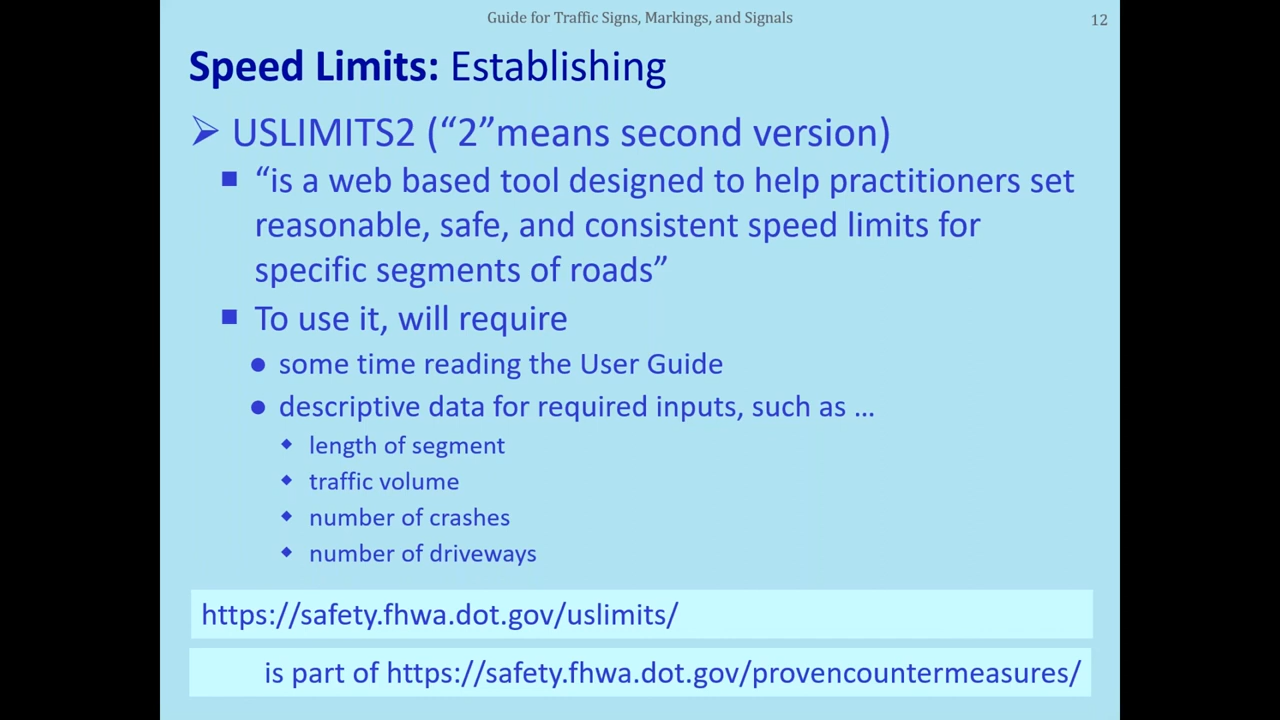 Guide for Traffic Signs, Markings, and Signals
12
Speed Limits: Establishing
USLIMITS2 (“2”means second version)
“is a web based tool designed to help practitioners set
reasonable, safe, and consistent speed limits for
specific segments of roads”
To use it, will require
some time reading the User Guide
descriptive data for required inputs, such as …
length of segment
traffic volume
number of crashes
number of driveways
https://safety.fhwa.dot.gov/uslimits/
is part of https://safety.fhwa.dot.gov/provencountermeasures/